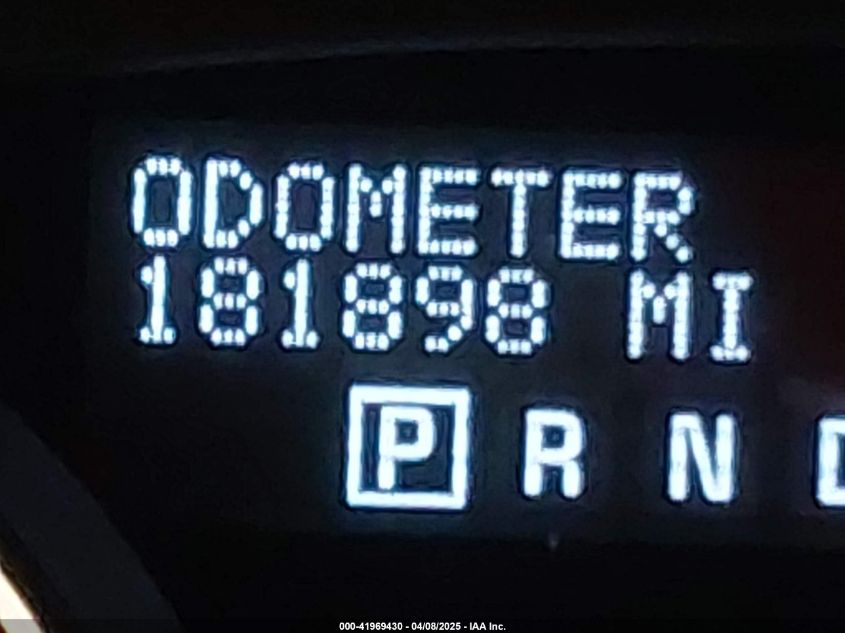 ODOMETER
181898 MI
P R N D
000-41969430 - 04/08/2025 - IAA Inc.